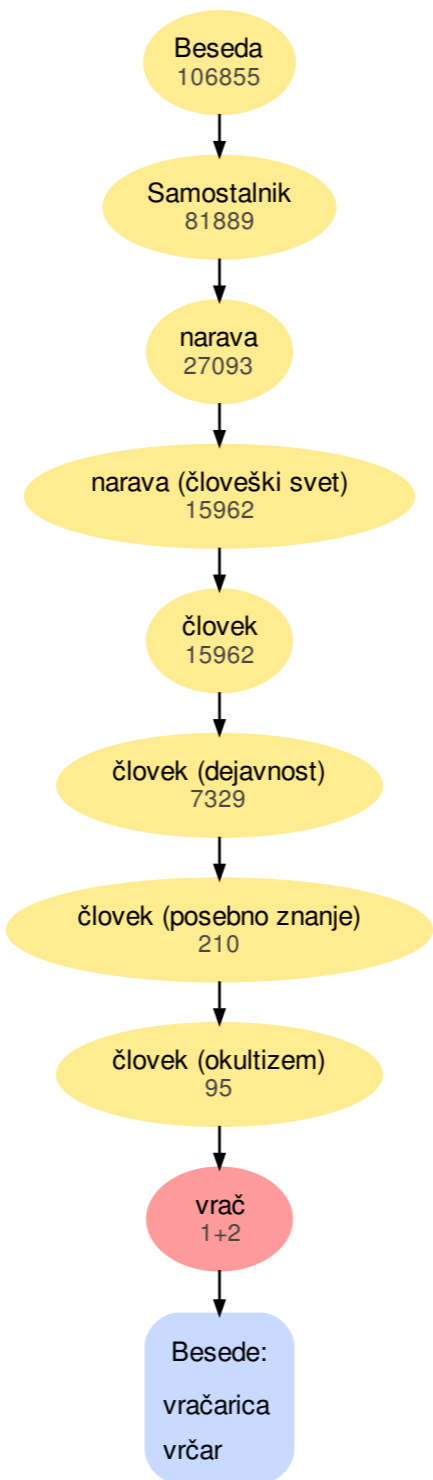 Beseda
106855
Samostalnik
81889
narava
27093
narava (človeški svet)
15962
človek
15962
človek (dejavnost)
7329
človek (posebno znanje)
210
človek (okultizem)
95
vrač
1+2
Besede:
vračarica
vrčar